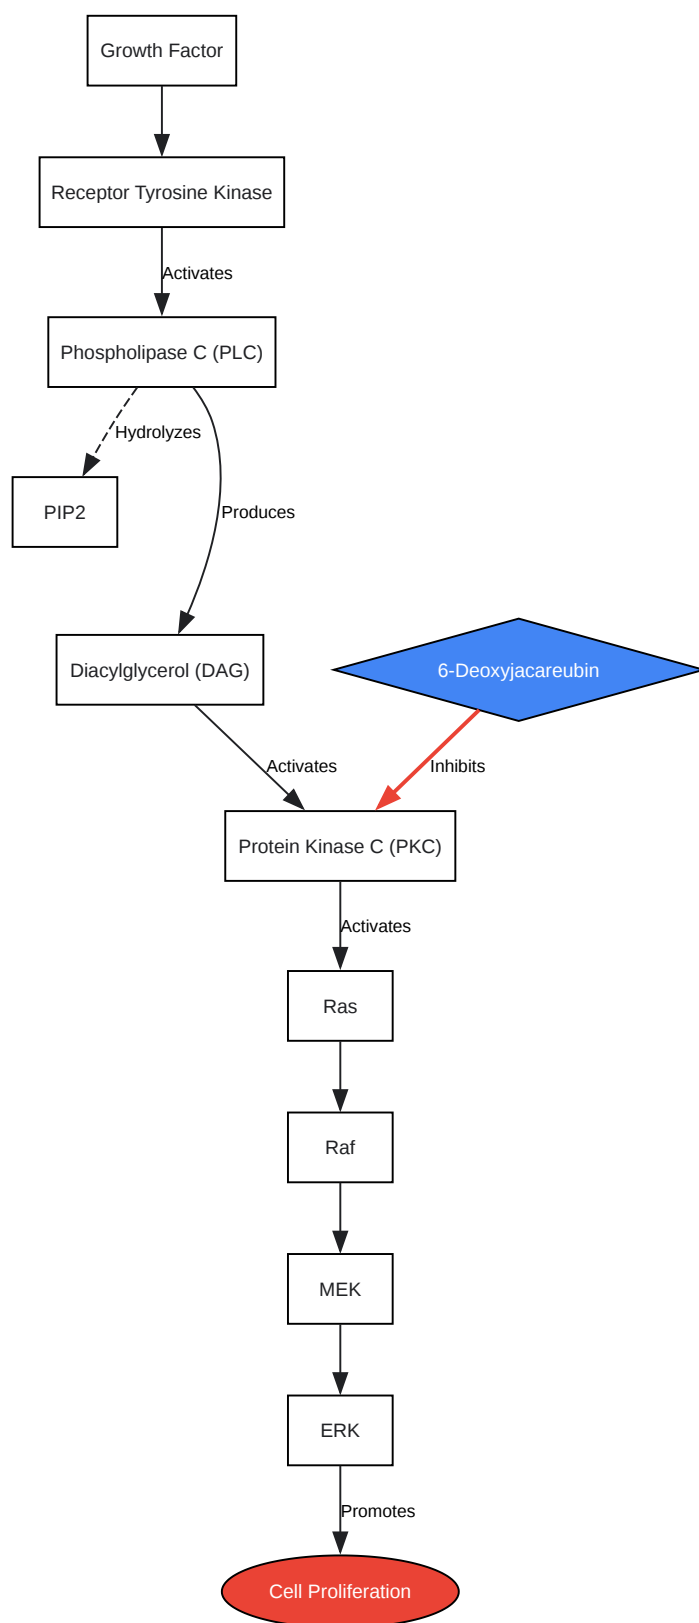 Growth Factor
Receptor Tyrosine Kinase
Activates
Phospholipase C (PLC)
Hydrolyzes
PIP2
Produces
Diacylglycerol (DAG)
6-Deoxyjacareubin
Activates
Inhibits
Protein Kinase C (PKC)
Activates
Ras
Raf
MEK
ERK
Promotes
Cell Proliferation